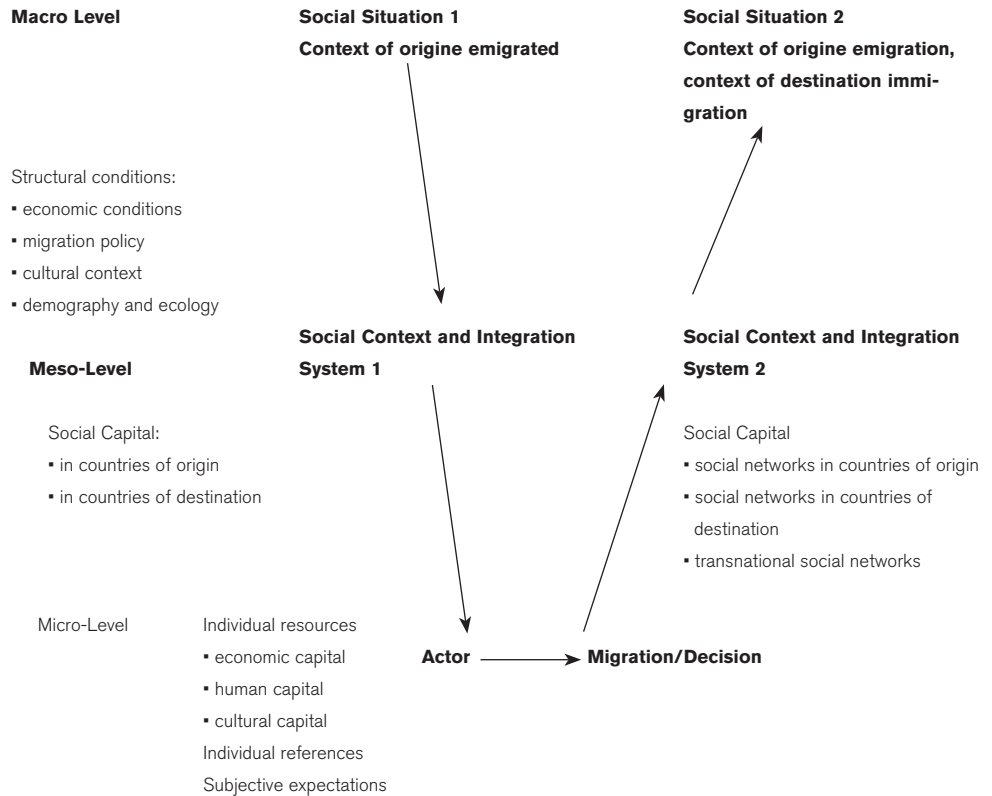 Macro Level
Social Situation 1
Context of origine emigrated
Social Situation 2
Context of origine emigration,
context of destination immi-
gration
Structural conditions:
▪ economic conditions
▪ migration policy
▪ cultural context
▪ demography and ecology
Meso-Level
Social Context and Integration
System 1
Social Context and Integration
System 2
Social Capital:
▪ in countries of origin
▪ in countries of destination
Social Capital
▪ social networks in countries of origin
▪ social networks in countries of
destination
▪ transnational social networks
Micro-Level
Individual resources
▪ economic capital
▪ human capital
▪ cultural capital
Individual references
Subjective expectations
Actor
Migration/Decision